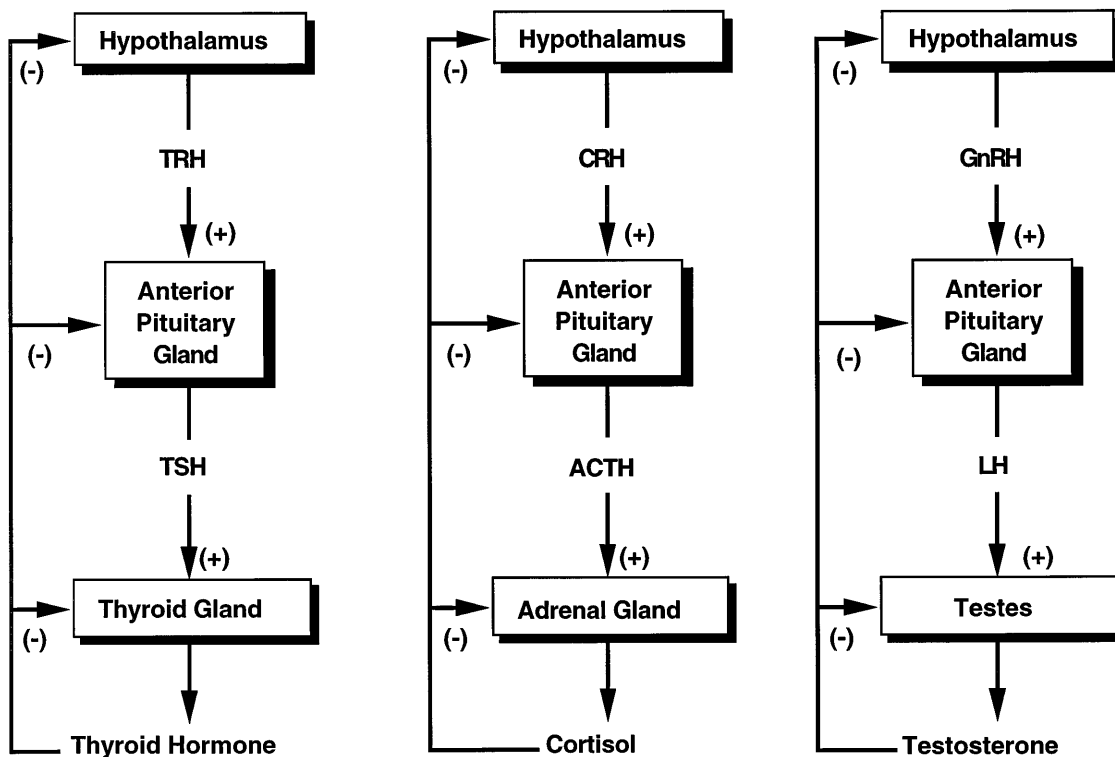 Hypothalamus
(-)
TRH
(+)
Anterior
Pituitary
Gland
(-)
TSH
(+)
Thyroid Gland
(-)
Thyroid Hormone
Hypothalamus
(-)
CRH
(+)
Anterior
Pituitary
Gland
(-)
ACTH
(+)
Adrenal Gland
(-)
Cortisol
Hypothalamus
(-)
GnRH
(+)
Anterior
Pituitary
Gland
(-)
LH
(+)
Testes
(-)
Testosterone